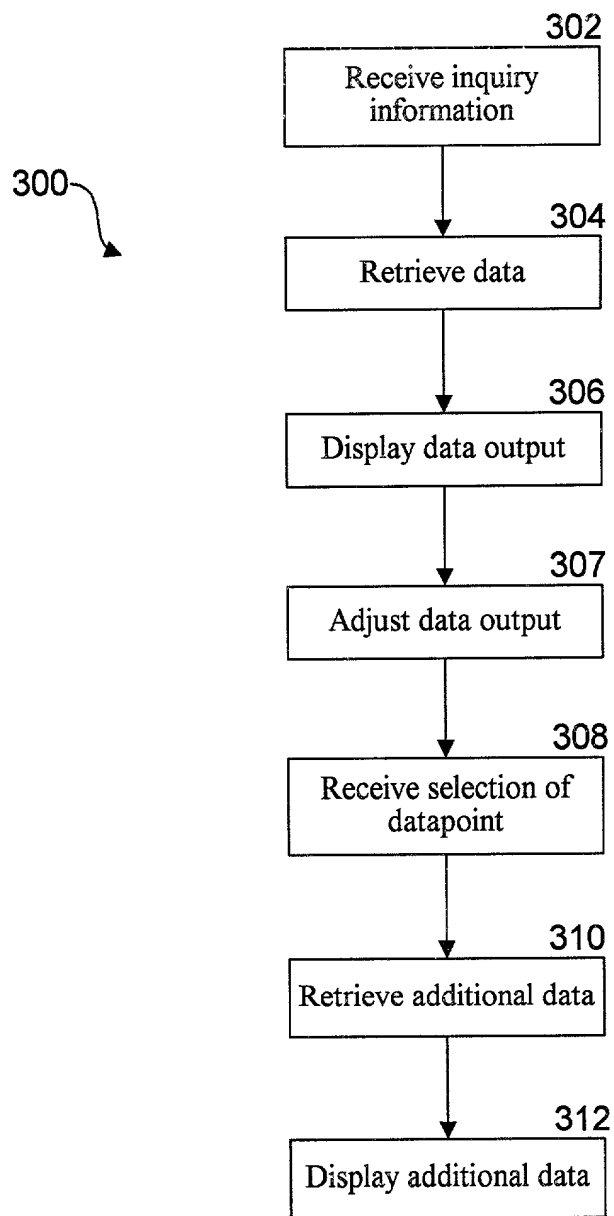 302
Receive inquiry
information
300
304
Retrieve data
306
Display data output
307
Adjust data output
308
Receive selection of
datapoint
310
Retrieve additional data
312
Display additional data